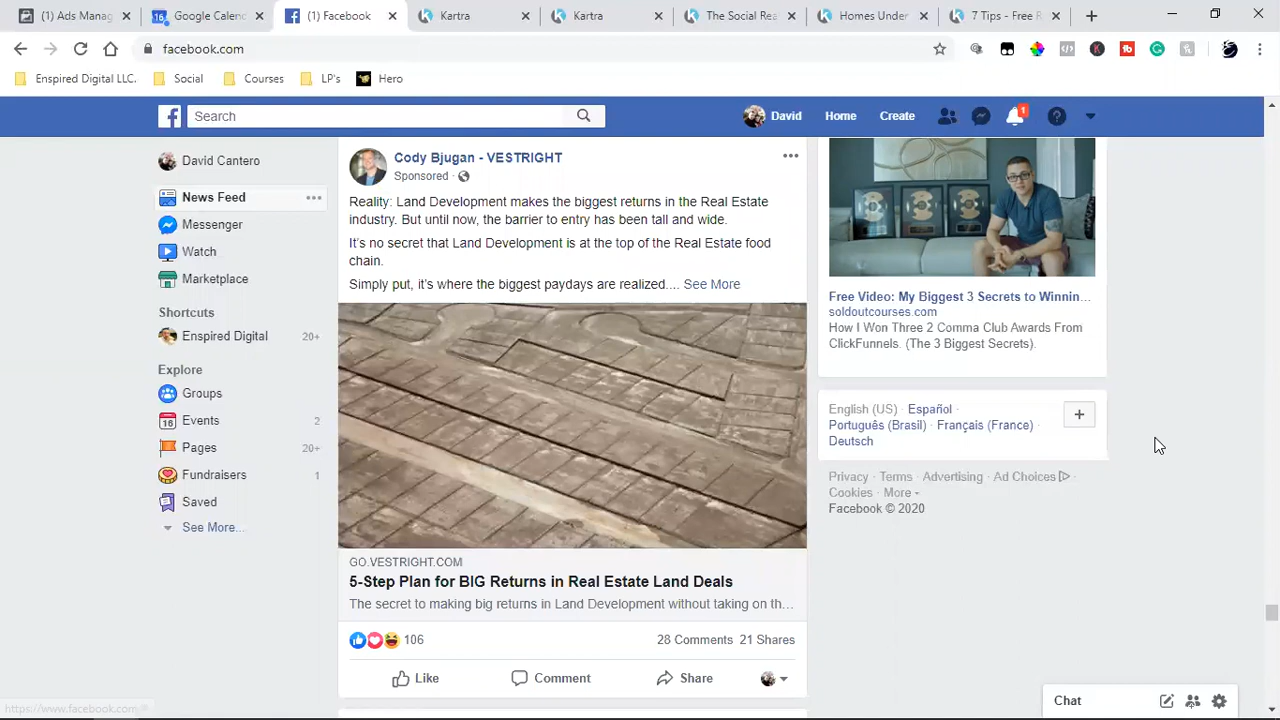 (1) Ads Manag
Google Calend
(1) Facebook
Kartra
Kartra
The Social Rea
Homes Under
7 Tips - Free R
facebook.com
Enspired Digital LLC.
Social
Courses
LP's
Hero
Search
David
Home
Create
1
David Cantero
News Feed
Messenger
Watch
Marketplace
Shortcuts
Enspired Digital 20+
Explore
Groups
Events 2
Pages 20+
Fundraisers 1
Saved
See More...
Cody Bjugan - VESTRIGHT
Sponsored ·
Reality: Land Development makes the biggest returns in the Real Estate
industry. But until now, the barrier to entry has been tall and wide.
It's no secret that Land Development is at the top of the Real Estate food
chain.
Simply put, it's where the biggest paydays are realized.... See More
GO.VESTRIGHT.COM
5-Step Plan for BIG Returns in Real Estate Land Deals
The secret to making big returns in Land Development without taking on th...
106
28 Comments 21 Shares
Like
Comment
Share
Free Video: My Biggest 3 Secrets to Winnin...
soldoutcourses.com
How I Won Three 2 Comma Club Awards From
ClickFunnels. (The 3 Biggest Secrets).
English (US) · Español ·
Português (Brasil) · Français (France) ·
Deutsch
Privacy · Terms · Advertising · Ad Choices ·
Cookies · More
Facebook © 2020
Chat
https://www.facebook.com/#